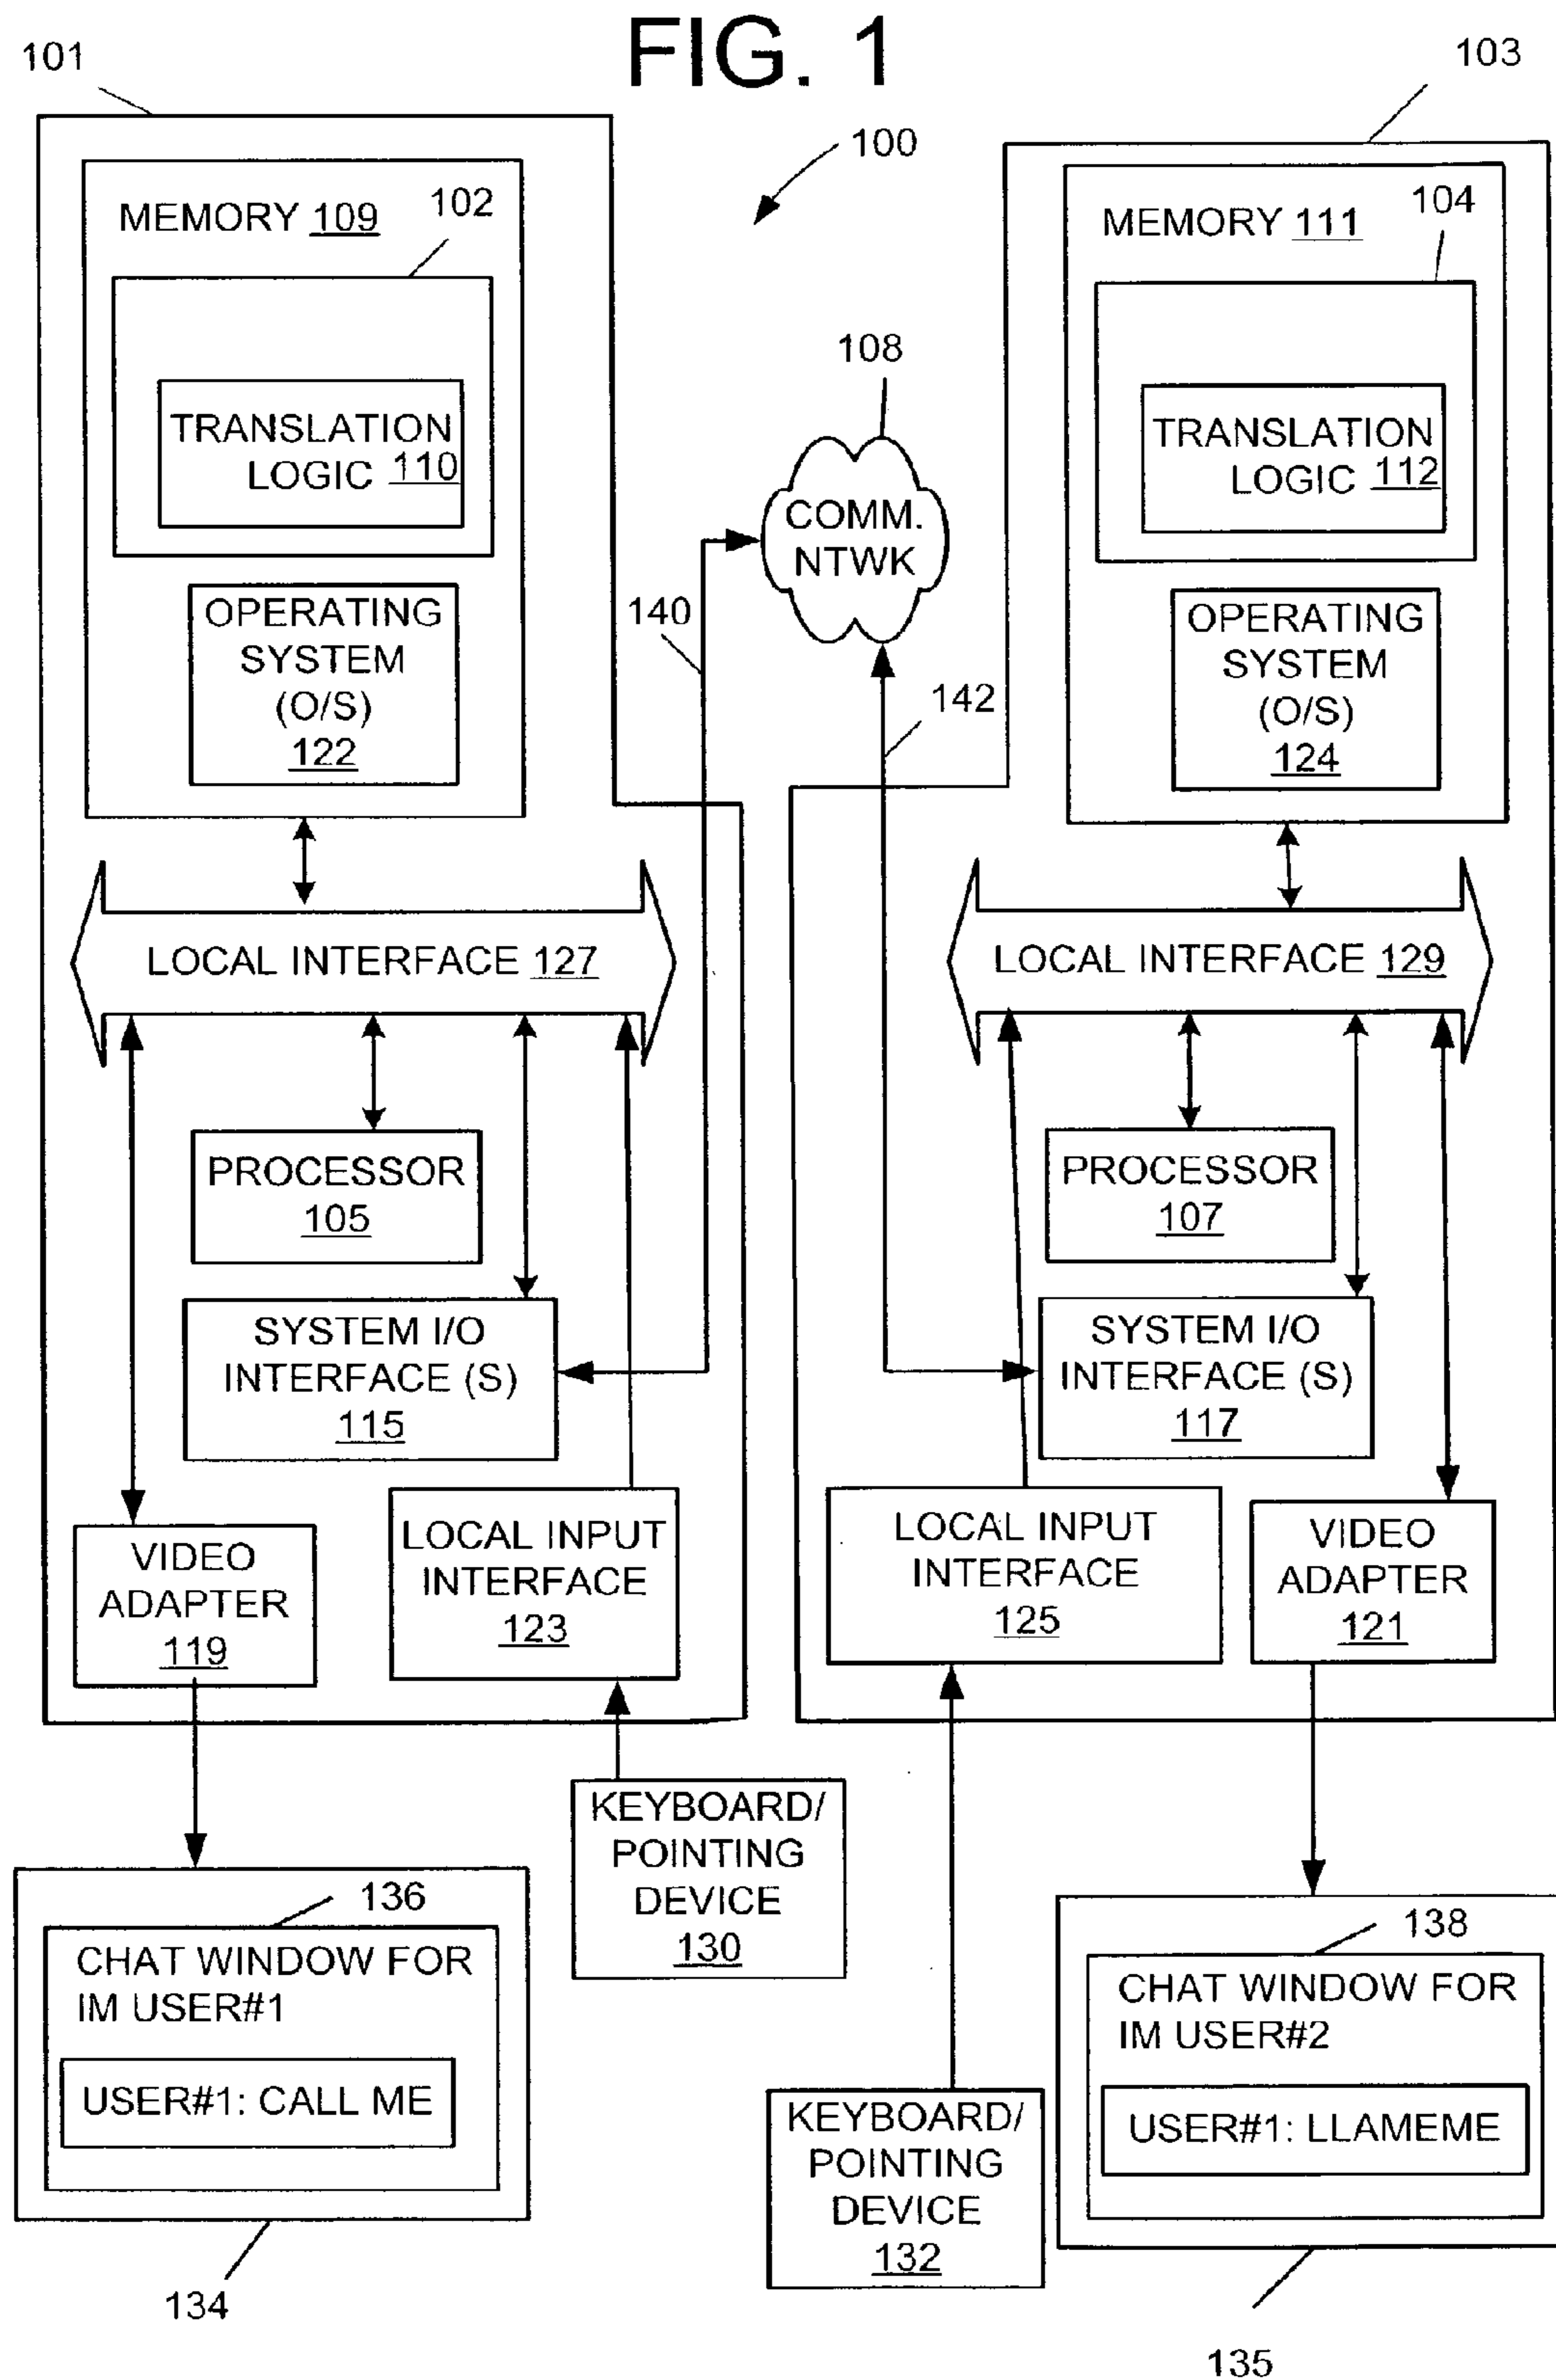 FIG. 1
101
103
100
MEMORY 109
102
MEMORY 111
104
108
TRANSLATION
LOGIC 110
TRANSLATION
LOGIC 112
COMM.
NTWK
OPERATING
SYSTEM
(O/S)
122
140
142
OPERATING
SYSTEM
(O/S)
124
LOCAL INTERFACE 127
LOCAL INTERFACE 129
PROCESSOR
105
PROCESSOR
107
SYSTEM I/O
INTERFACE (S)
115
SYSTEM I/O
INTERFACE (S)
117
VIDEO
ADAPTER
119
LOCAL INPUT
INTERFACE
123
LOCAL INPUT
INTERFACE
125
VIDEO
ADAPTER
121
KEYBOARD/
POINTING
DEVICE
130
136
CHAT WINDOW FOR
IM USER#1
USER#1: CALL ME
134
KEYBOARD/
POINTING
DEVICE
132
138
CHAT WINDOW FOR
IM USER#2
USER#1: LLAMEME
135